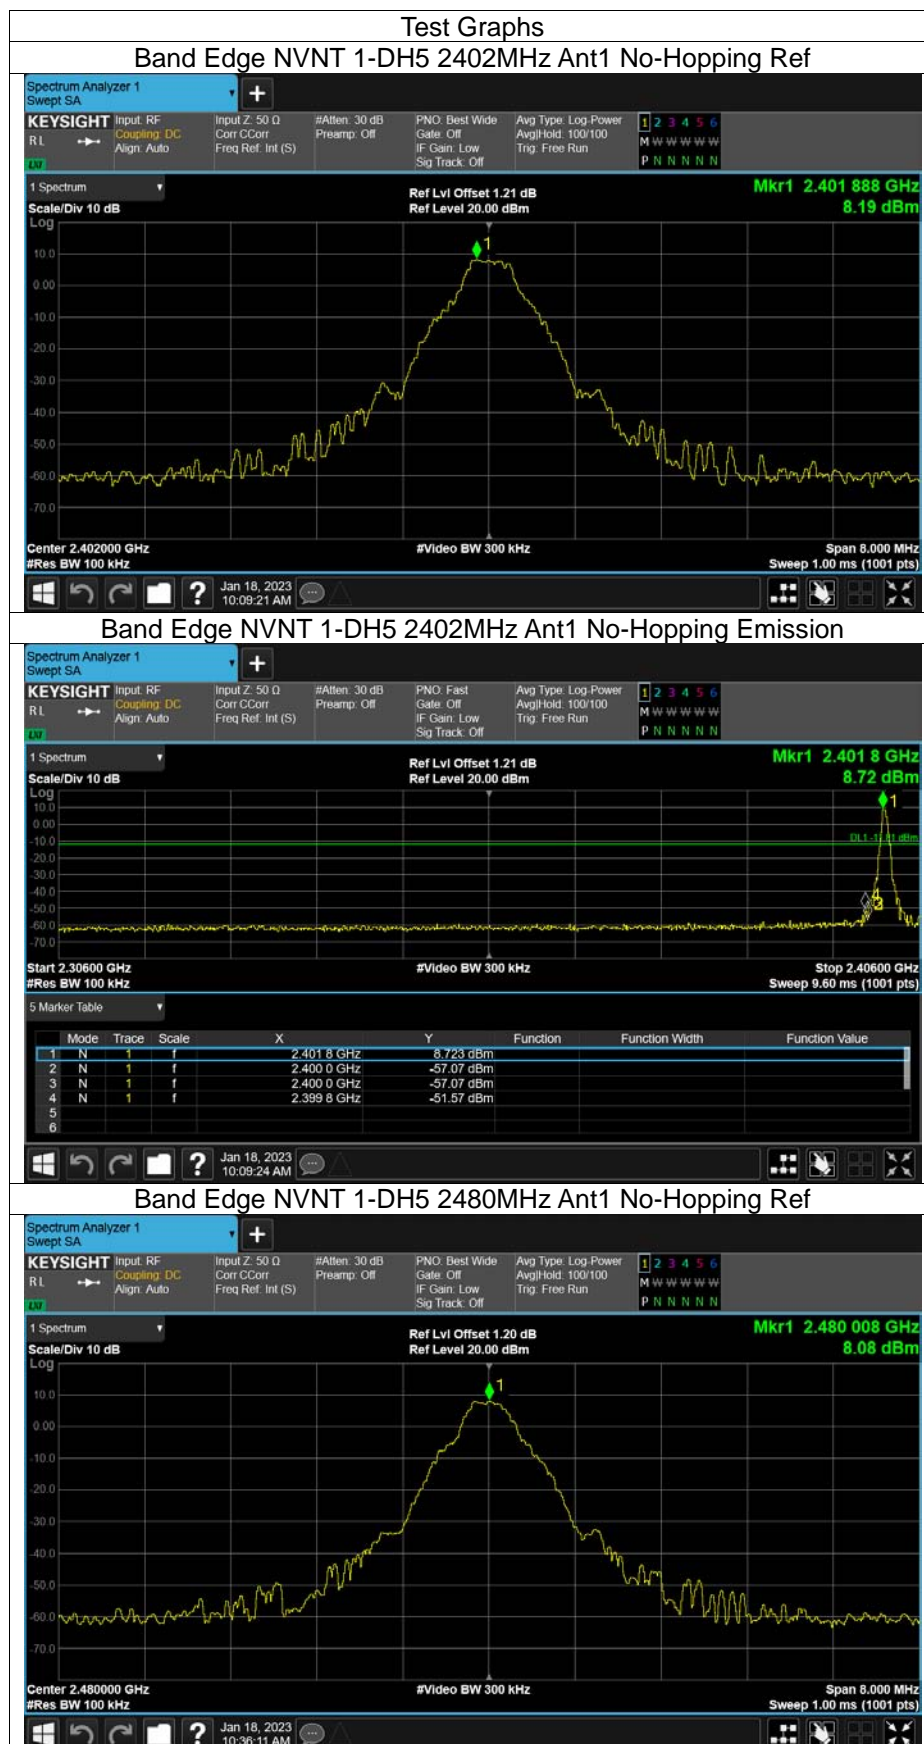 Test Graphs
Band Edge NVNT 1-DH5 2402MHz Ant1 No-Hopping Ref
Spectrum Analyzer 1
Swept SA
+
KEYSIGHT Input: RF Input Z: 50 Ω #Atten: 30 dB PNO: Best Wide Avg Type: Log-Power 1 2 3 4 5 6
R L Coupling: DC Corr CCorr Preamp: Off Gate: Off Avg|Hold: 100/100 M W W W W W
Align: Auto Freq Ref: Int (S) IF Gain: Low Trig: Free Run
LXI Sig Track: Off P N N N N N
1 Spectrum Ref Lvl Offset 1.21 dB Mkr1 2.401 888 GHz
Scale/Div 10 dB Ref Level 20.00 dBm 8.19 dBm
Log
1
10.0
0.00
-10.0
-20.0
-30.0
-40.0
-50.0
-60.0
-70.0
Center 2.402000 GHz #Video BW 300 kHz Span 8.000 MHz
#Res BW 100 kHz Sweep 1.00 ms (1001 pts)
? Jan 18, 2023
10:09:21 AM
Band Edge NVNT 1-DH5 2402MHz Ant1 No-Hopping Emission
Spectrum Analyzer 1
Swept SA
+
KEYSIGHT Input: RF Input Z: 50 Ω #Atten: 30 dB PNO: Fast Avg Type: Log-Power 1 2 3 4 5 6
R L Coupling: DC Corr CCorr Preamp: Off Gate: Off Avg|Hold: 100/100 M W W W W W
Align: Auto Freq Ref: Int (S) IF Gain: Low Trig: Free Run
LXI Sig Track: Off P N N N N N
1 Spectrum Ref Lvl Offset 1.21 dB Mkr1 2.401 8 GHz
Scale/Div 10 dB Ref Level 20.00 dBm 8.72 dBm
Log
10.0 1
0.00
-10.0 DL1 -11.81 dBm
-20.0
-30.0
-40.0
-50.0
-60.0
-70.0
Start 2.30600 GHz #Video BW 300 kHz Stop 2.40600 GHz
#Res BW 100 kHz Sweep 9.60 ms (1001 pts)
5 Marker Table
Mode Trace Scale X Y Function Function Width Function Value
1 N 1 f 2.401 8 GHz 8.723 dBm
2 N 1 f 2.400 0 GHz -57.07 dBm
3 N 1 f 2.400 0 GHz -57.07 dBm
4 N 1 f 2.399 8 GHz -51.57 dBm
5
6
? Jan 18, 2023
10:09:24 AM
Band Edge NVNT 1-DH5 2480MHz Ant1 No-Hopping Ref
Spectrum Analyzer 1
Swept SA
+
KEYSIGHT Input: RF Input Z: 50 Ω #Atten: 30 dB PNO: Best Wide Avg Type: Log-Power 1 2 3 4 5 6
R L Coupling: DC Corr CCorr Preamp: Off Gate: Off Avg|Hold: 100/100 M W W W W W
Align: Auto Freq Ref: Int (S) IF Gain: Low Trig: Free Run
LXI Sig Track: Off P N N N N N
1 Spectrum Ref Lvl Offset 1.20 dB Mkr1 2.480 008 GHz
Scale/Div 10 dB Ref Level 20.00 dBm 8.08 dBm
Log
1
10.0
0.00
-10.0
-20.0
-30.0
-40.0
-50.0
-60.0
-70.0
Center 2.480000 GHz #Video BW 300 kHz Span 8.000 MHz
#Res BW 100 kHz Sweep 1.00 ms (1001 pts)
? Jan 18, 2023
10:36:11 AM